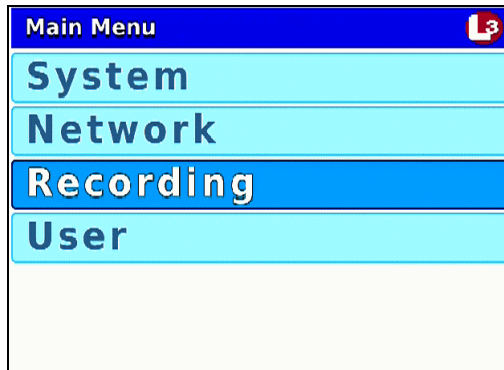 Main Menu
L3
System
Network
Recording
User